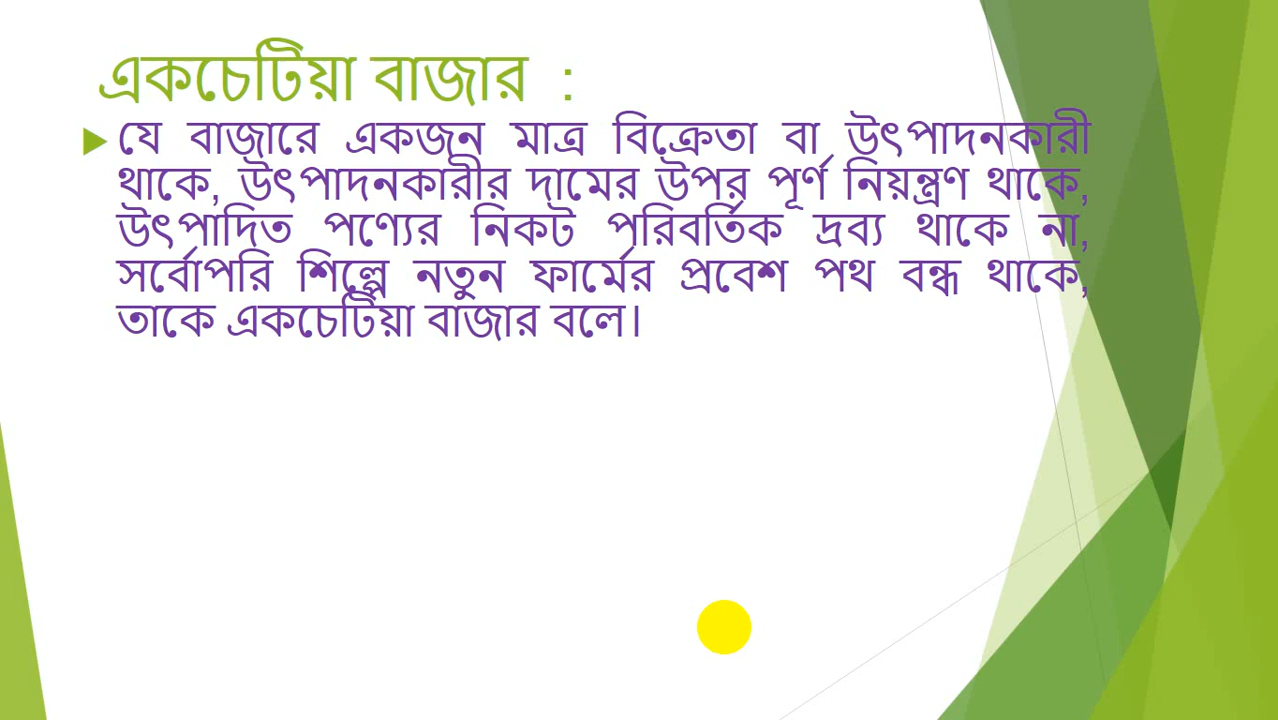 একচেটিয়া বাজার :
যে বাজারে একজন মাত্র বিক্রেতা বা উৎপাদনকারী
থাকে, উৎপাদনকারীর দামের উপর পূর্ণ নিয়ন্ত্রণ থাকে,
উৎপাদিত পণ্যের নিকট পরিবর্তিক দ্রব্য থাকে না,
সর্বোপরি শিল্পে নতুন ফার্মের প্রবেশ পথ বন্ধ থাকে,
তাকে একচেটিয়া বাজার বলে।